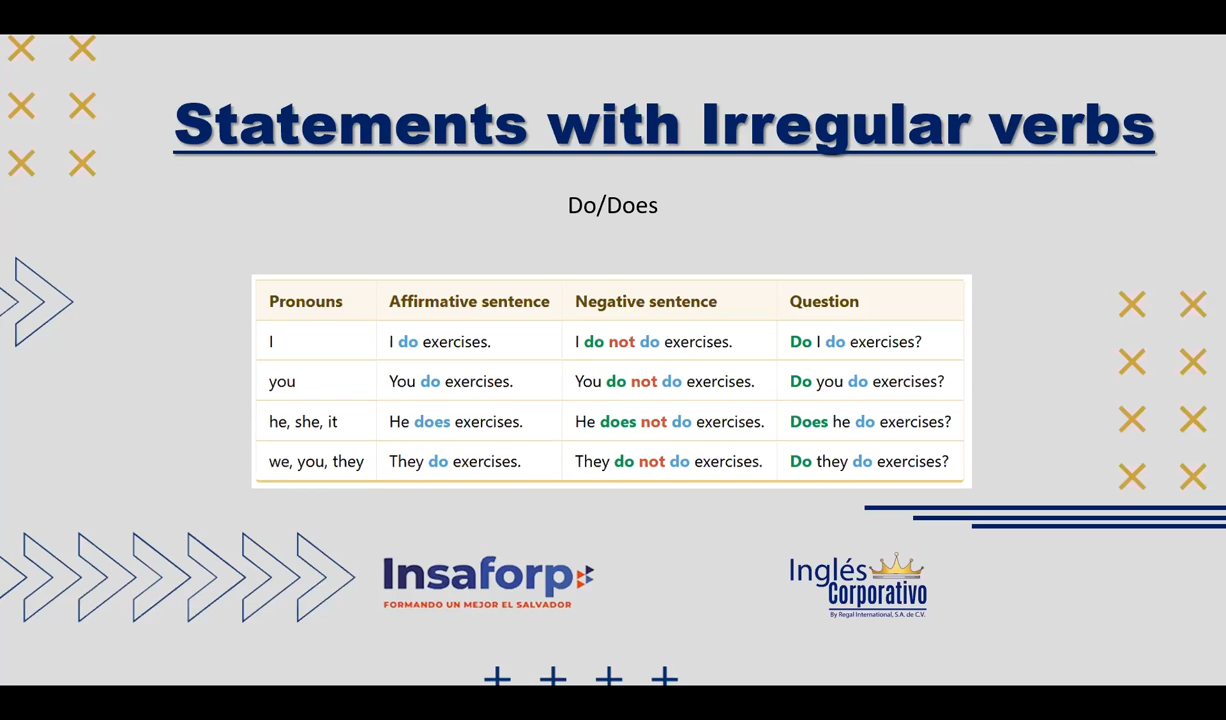 Statements with Irregular verbs
Do/Does
Pronouns Affirmative sentence Negative sentence Question
I I do exercises. I do not do exercises. Do I do exercises?
you You do exercises. You do not do exercises. Do you do exercises?
he, she, it He does exercises. He does not do exercises. Does he do exercises?
we, you, they They do exercises. They do not do exercises. Do they do exercises?
Insaforp
FORMANDO UN MEJOR EL SALVADOR
Inglés
Corporativo
By Regal International, S.A. de C.V.